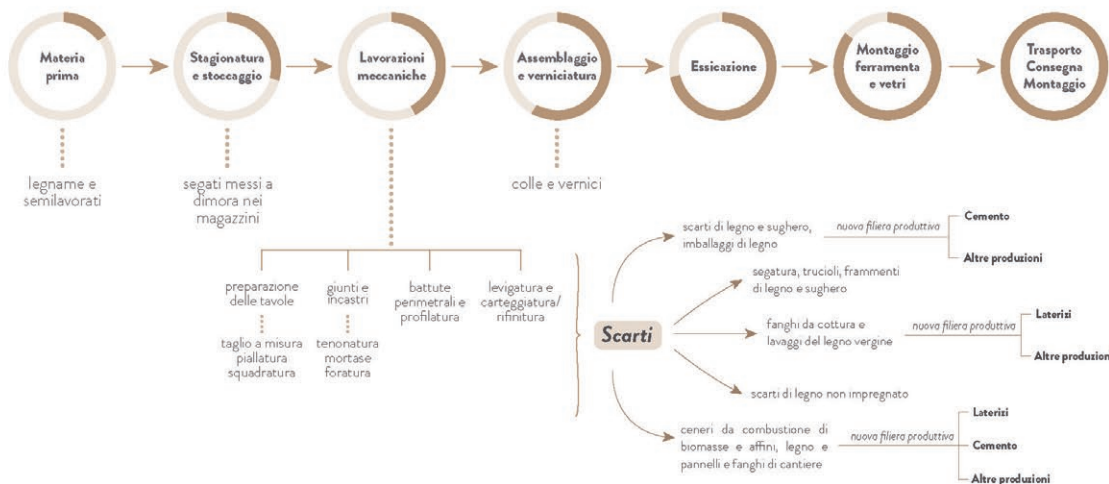 Materia
prima
Stagionatura
e stoccaggio
Lavorazioni
meccaniche
Assemblaggio
e verniciatura
Essicazione
Montaggio
ferramenta
e vetri
Trasporto
Consegna
Montaggio
legname e
semilavorati
segati messi a
dimora nei
magazzini
colle e vernici
preparazione
delle tavole
taglio a misura
piallatura
squadratura
giunti e
incastri
tenonatura
mortase
foratura
battute
perimetrali e
profilatura
levigatura e
carteggiatura/
rifinitura
Scarti
scarti di legno e sughero,
imballaggi di legno
nuova filiera produttiva
Cemento
Altre produzioni
segatura, trucioli, frammenti
di legno e sughero
fanghi da cottura e
lavaggi del legno vergine
nuova filiera produttiva
Laterizi
Altre produzion
scarti di legno non impregnato
ceneri da combustione di
biomasse e affini, legno e
pannelli e fanghi di cantiere
nuova filiera produttiva
Laterizi
Cemento
Altre produzioni